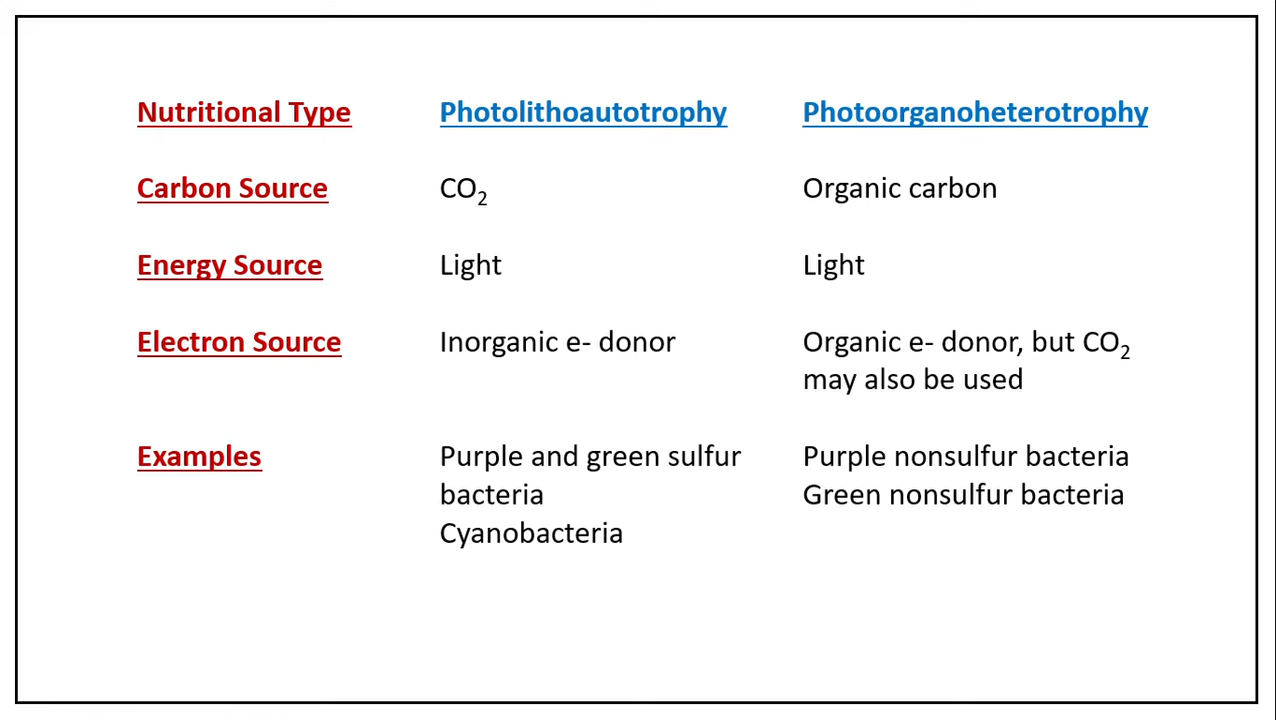 Nutritional Type Photolithoautotrophy Photoorganoheterotrophy
Carbon Source CO₂ Organic carbon
Energy Source Light Light
Electron Source Inorganic e- donor Organic e- donor, but CO₂
may also be used
Examples Purple and green sulfur Purple nonsulfur bacteria
bacteria Green nonsulfur bacteria
Cyanobacteria